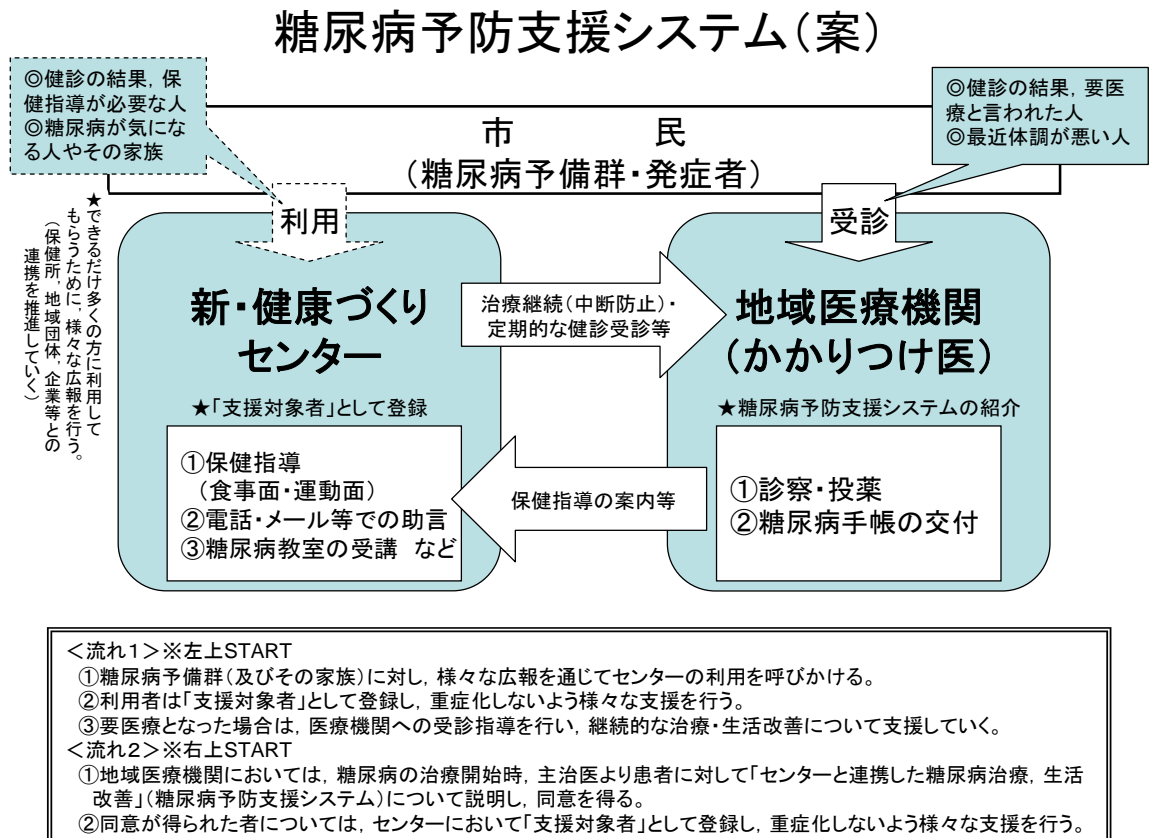 糖尿病予防支援システム（案）
◎健診の結果，保
健指導が必要な人
◎糖尿病が気にな
る人やその家族
◎健診の結果，要医
療と言われた人
◎最近体調が悪い人
市　　　民
（糖尿病予備群・発症者）
★できるだけ多くの方に利用して
もらうために，様々な広報を行う。
（保健所，地域団体，企業等との
連携を推進していく）
利用
受診
新・健康づくり
センター
治療継続（中断防止）・
定期的な健診受診等
地域医療機関
（かかりつけ医）
★「支援対象者」として登録
★糖尿病予防支援システムの紹介
①保健指導
（食事面・運動面）
②電話・メール等での助言
③糖尿病教室の受講　など
保健指導の案内等
①診察・投薬
②糖尿病手帳の交付
＜流れ１＞※左上START
①糖尿病予備群（及びその家族）に対し，様々な広報を通じてセンターの利用を呼びかける。
②利用者は「支援対象者」として登録し，重症化しないよう様々な支援を行う。
③要医療となった場合は，医療機関への受診指導を行い，継続的な治療・生活改善について支援していく。
＜流れ２＞※右上START
①地域医療機関においては，糖尿病の治療開始時，主治医より患者に対して「センターと連携した糖尿病治療，生活
改善」（糖尿病予防支援システム）について説明し，同意を得る。
②同意が得られた者については，センターにおいて「支援対象者」として登録し，重症化しないよう様々な支援を行う。